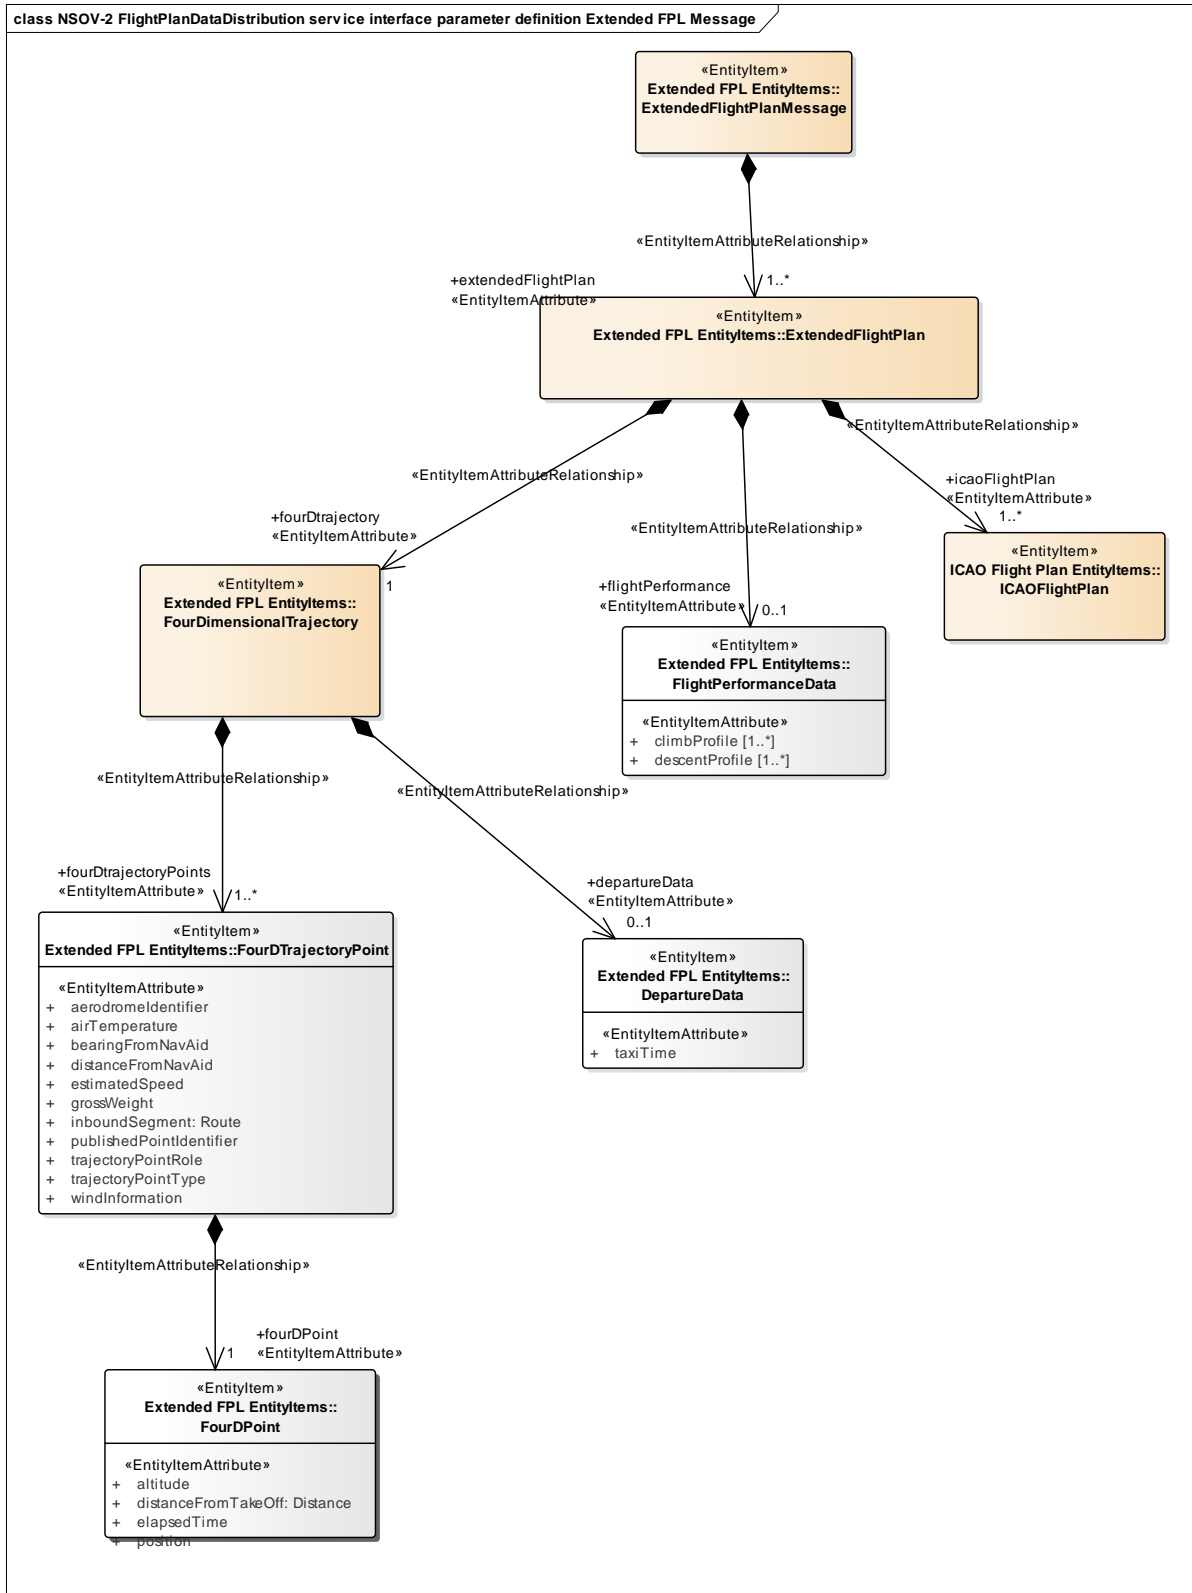 class NSOV-2 FlightPlanDataDistribution service interface parameter definition Extended FPL Message
«EntityItem»
Extended FPL EntityItems::
ExtendedFlightPlanMessage
«EntityItemAttributeRelationship»
+extendedFlightPlan
«EntityItemAttribute»
1..*
«EntityItem»
Extended FPL EntityItems::ExtendedFlightPlan
«EntityItemAttributeRelationship»
+fourDtrajectory
«EntityItemAttribute»
1
«EntityItemAttributeRelationship»
+flightPerformance
«EntityItemAttribute»
0..1
«EntityItemAttributeRelationship»
+icaoFlightPlan
«EntityItemAttribute»
1..*
«EntityItem»
ICAO Flight Plan EntityItems::
ICAOFlightPlan
«EntityItem»
Extended FPL EntityItems::
FourDimensionalTrajectory
«EntityItem»
Extended FPL EntityItems::
FlightPerformanceData
«EntityItemAttribute»
+ climbProfile [1..*]
+ descentProfile [1..*]
«EntityItemAttributeRelationship»
+fourDtrajectoryPoints
«EntityItemAttribute»
1..*
«EntityItemAttributeRelationship»
+departureData
«EntityItemAttribute»
0..1
«EntityItem»
Extended FPL EntityItems::FourDTrajectoryPoint
«EntityItemAttribute»
+ aerodromeIdentifier
+ airTemperature
+ bearingFromNavAid
+ distanceFromNavAid
+ estimatedSpeed
+ grossWeight
+ inboundSegment: Route
+ publishedPointIdentifier
+ trajectoryPointRole
+ trajectoryPointType
+ windInformation
«EntityItem»
Extended FPL EntityItems::
DepartureData
«EntityItemAttribute»
+ taxiTime
«EntityItemAttributeRelationship»
+fourDPoint
«EntityItemAttribute»
1
«EntityItem»
Extended FPL EntityItems::
FourDPoint
«EntityItemAttribute»
+ altitude
+ distanceFromTakeOff: Distance
+ elapsedTime
+ position